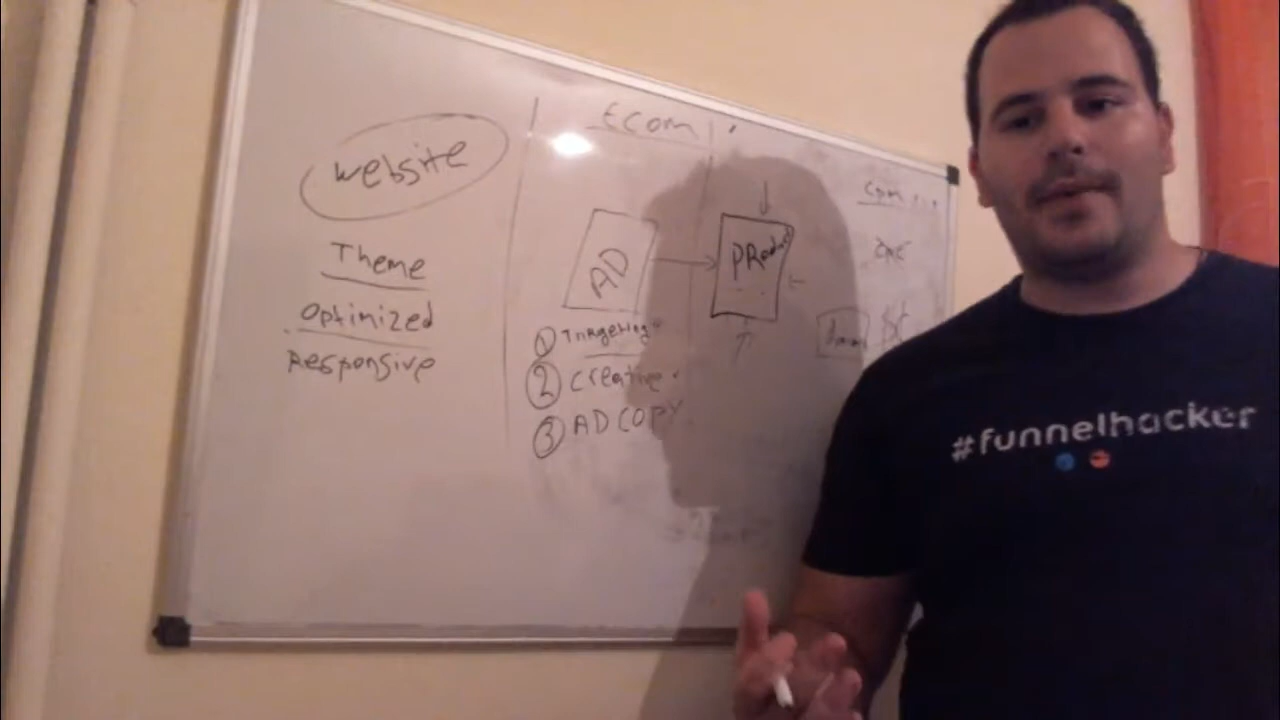 Ecom
website
Theme
Optimized
Responsive
AD
PRoduct
① TaRgeting
② Creative
③ AD COPY
#funnelhacker